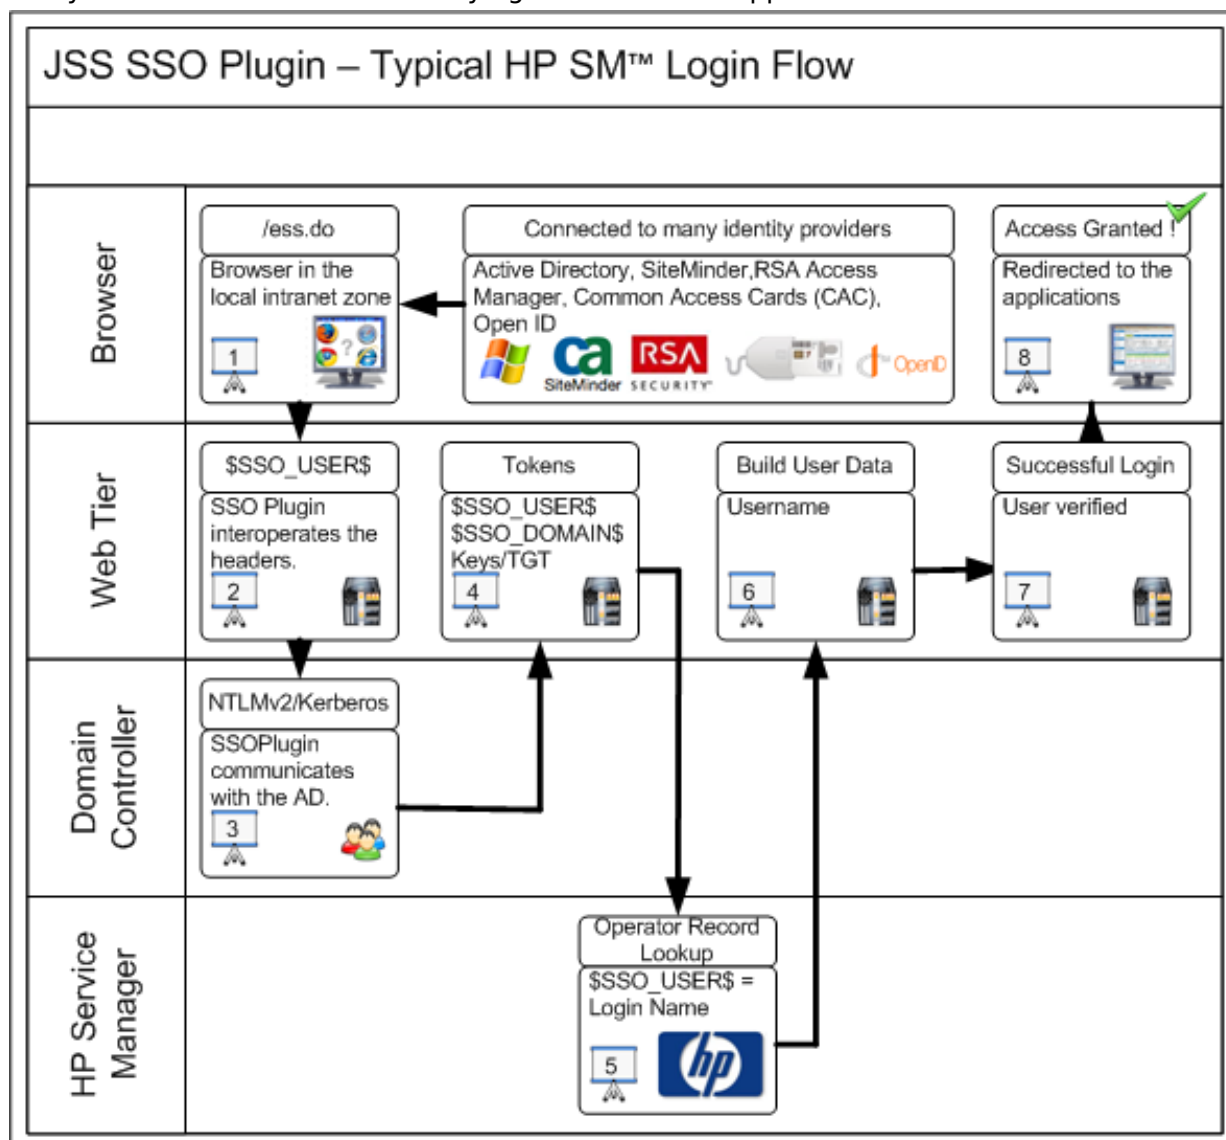 JSS SSO Plugin – Typical HP SM™ Login Flow
Browser
/ess.do
Browser in the
local intranet zone
1
Connected to many identity providers
Active Directory, SiteMinder,RSA Access
Manager, Common Access Cards (CAC),
Open ID
ca
SiteMinder
RSA
SECURITY
OpenID
Access Granted !
Redirected to the
applications
8
Web Tier
$SSO_USER$
SSO Plugin
interoperates the
headers.
2
Tokens
$SSO_USER$
$SSO_DOMAIN$
Keys/TGT
4
Build User Data
Username
6
Successful Login
User verified
7
Domain
Controller
NTLMv2/Kerberos
SSOPlugin
communicates
with the AD.
3
HP Service
Manager
Operator Record
Lookup
$SSO_USER$ =
Login Name
5
hp